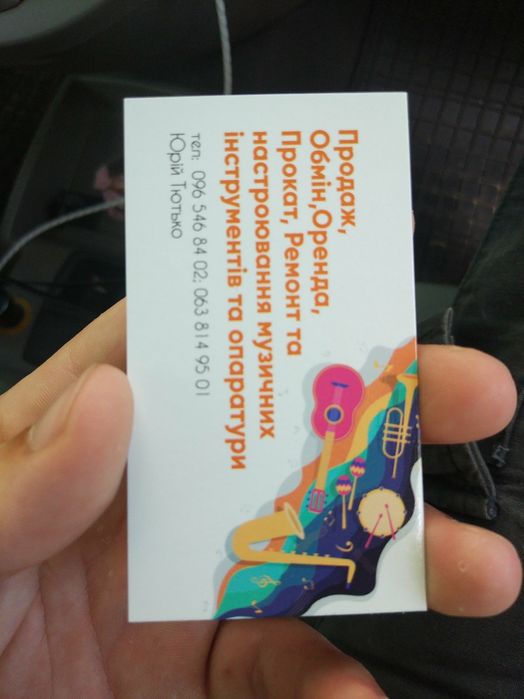 Продаж,
Обмін,Оренда,
Прокат, Ремонт та
настроювання музичних
інструментів та опаратури
тел: 096 546 84 02; 063 814 95 01
Юрій Тютько